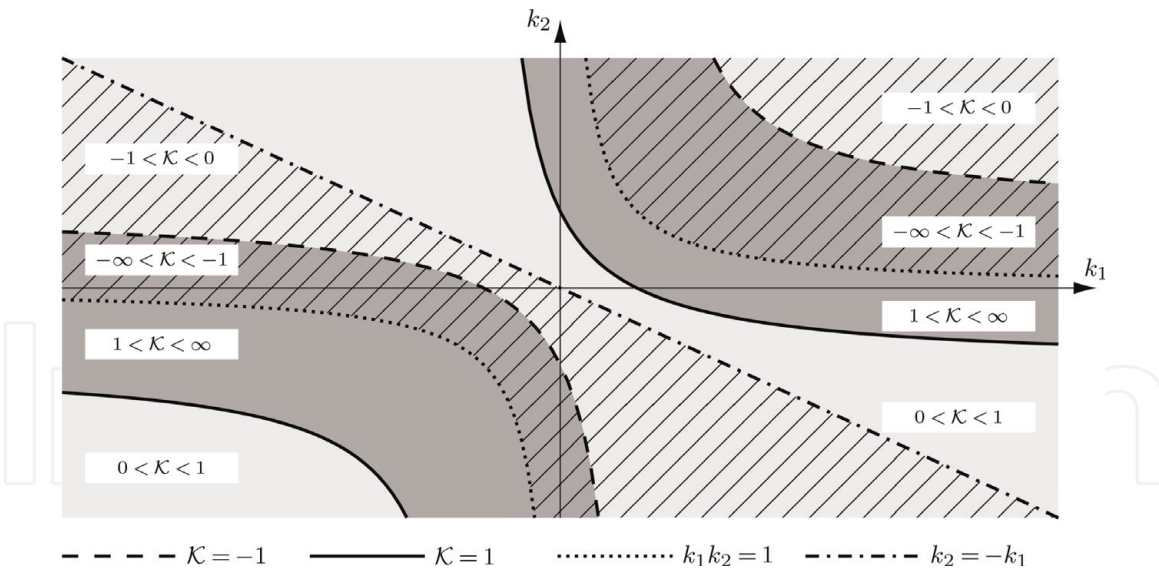 k₂
−1 < 𝒦 < 0
−1 < 𝒦 < 0
−∞ < 𝒦 < −1
−∞ < 𝒦 < −1
k₁
1 < 𝒦 < ∞
1 < 𝒦 < ∞
0 < 𝒦 < 1
0 < 𝒦 < 1
𝒦 = −1
𝒦 = 1
k₁k₂ = 1
k₂ = −k₁